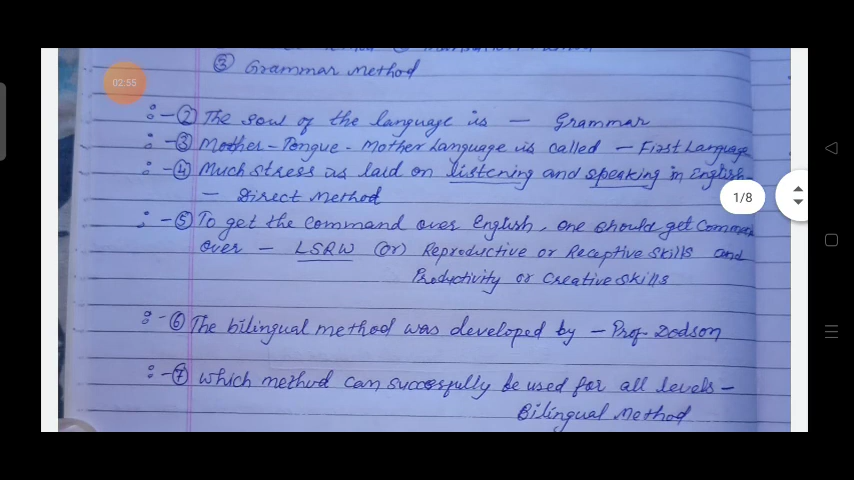 ③ Grammar Method
02:55
:- ② The soul of the language is — Grammar
:- ③ Mother-Tongue - Mother Language is called — First Language
:- ④ Much stress is laid on listening and speaking in English-
— Direct Method
1/8
:- ⑤ To get the command over English, one should get Comman
over — LSRW (or) Reproductive or Receptive Skills and
Productivity or Creative Skills
:- ⑥ The bilingual method was developed by — Prof Dodson
:- ⑦ which method can succesfully be used for all levels —
Bilingual Method